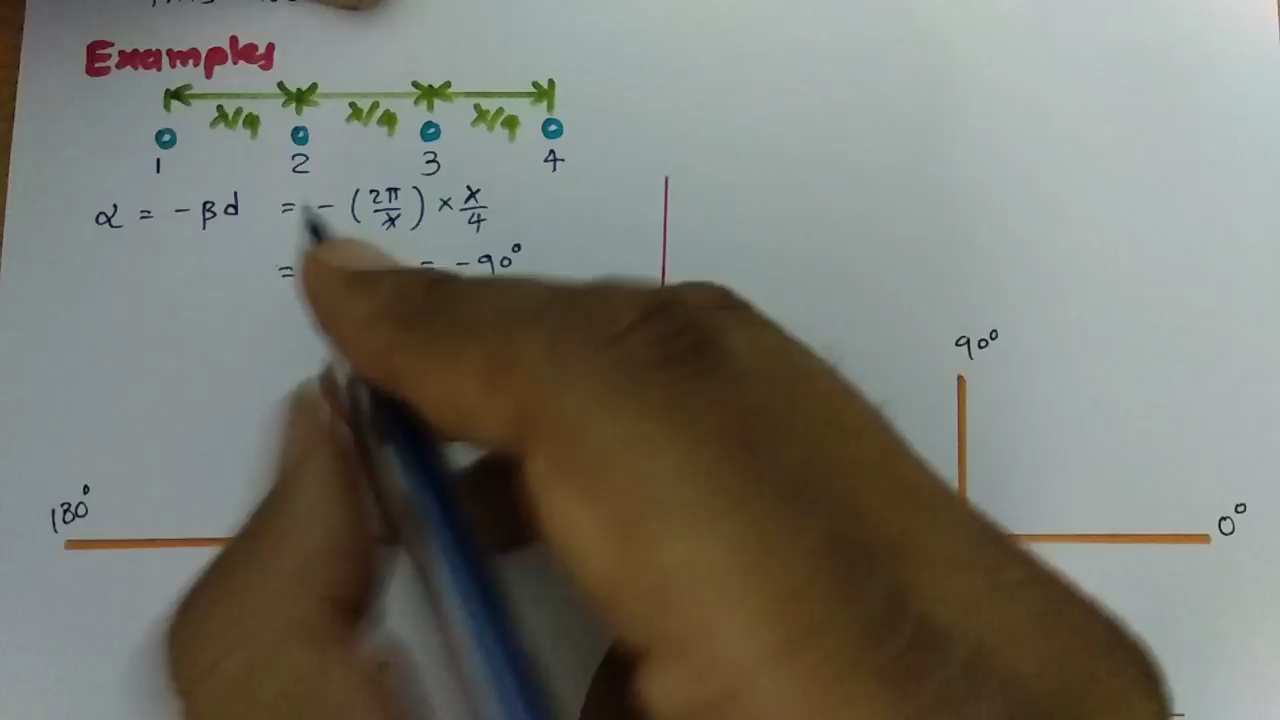 Examples
λ/4 λ/4 λ/4
1 2 3 4
α = - βd = - (2π/λ) × λ/4
= = -90°
90°
180° 0°